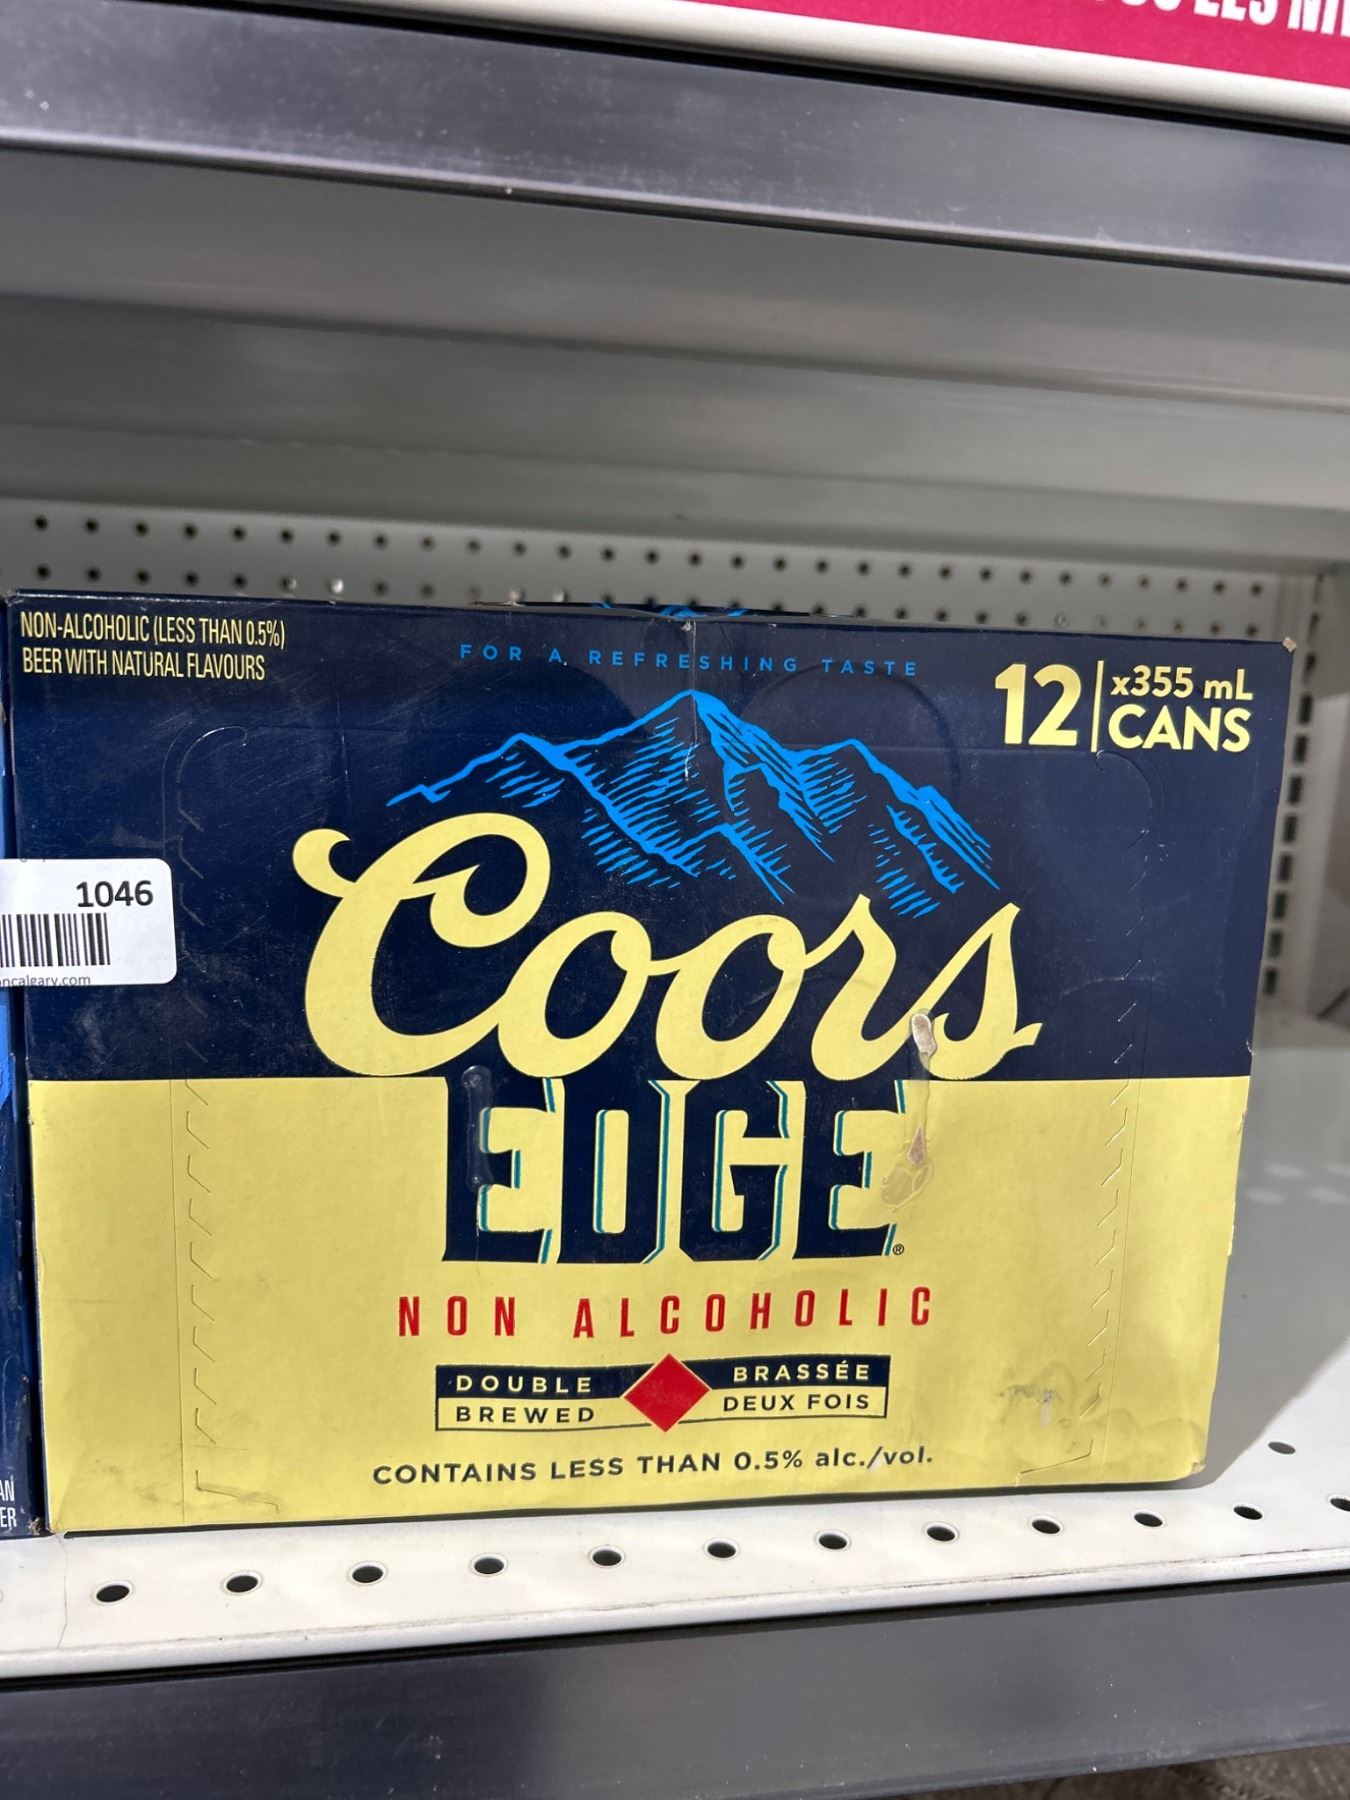 NON-ALCOHOLIC (LESS THAN 0.5%)
BEER WITH NATURAL FLAVOURS
FOR A REFRESHING TASTE
12 x355 mL
CANS
1046
Coors
EDGE®
NON ALCOHOLIC
DOUBLE
BREWED
BRASSÉE
DEUX FOIS
CONTAINS LESS THAN 0.5% alc./vol.